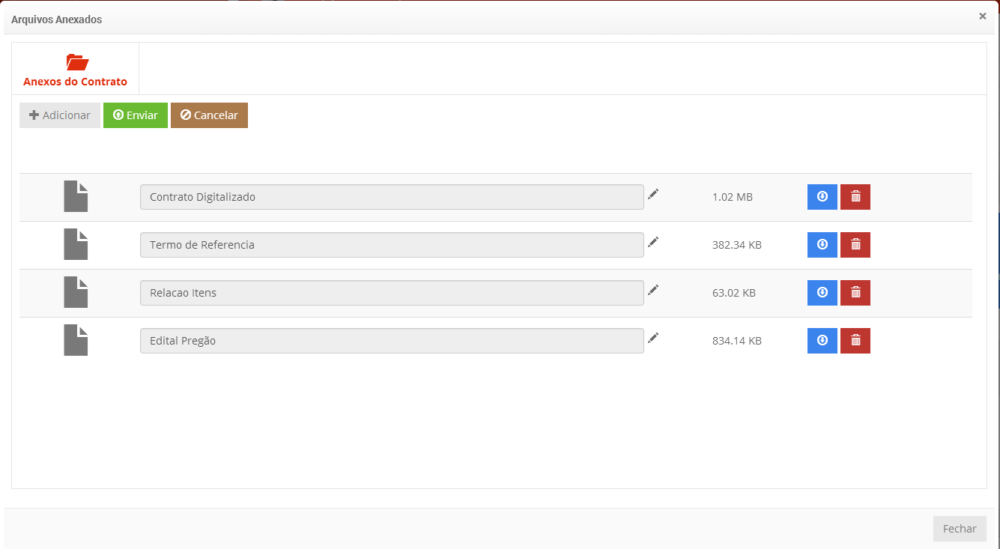 Arquivos Anexados
×
Anexos do Contrato
Adicionar Enviar Cancelar
Contrato Digitalizado 1.02 MB
Termo de Referencia 382.34 KB
Relacao Itens 63.02 KB
Edital Pregão 834.14 KB
Fechar